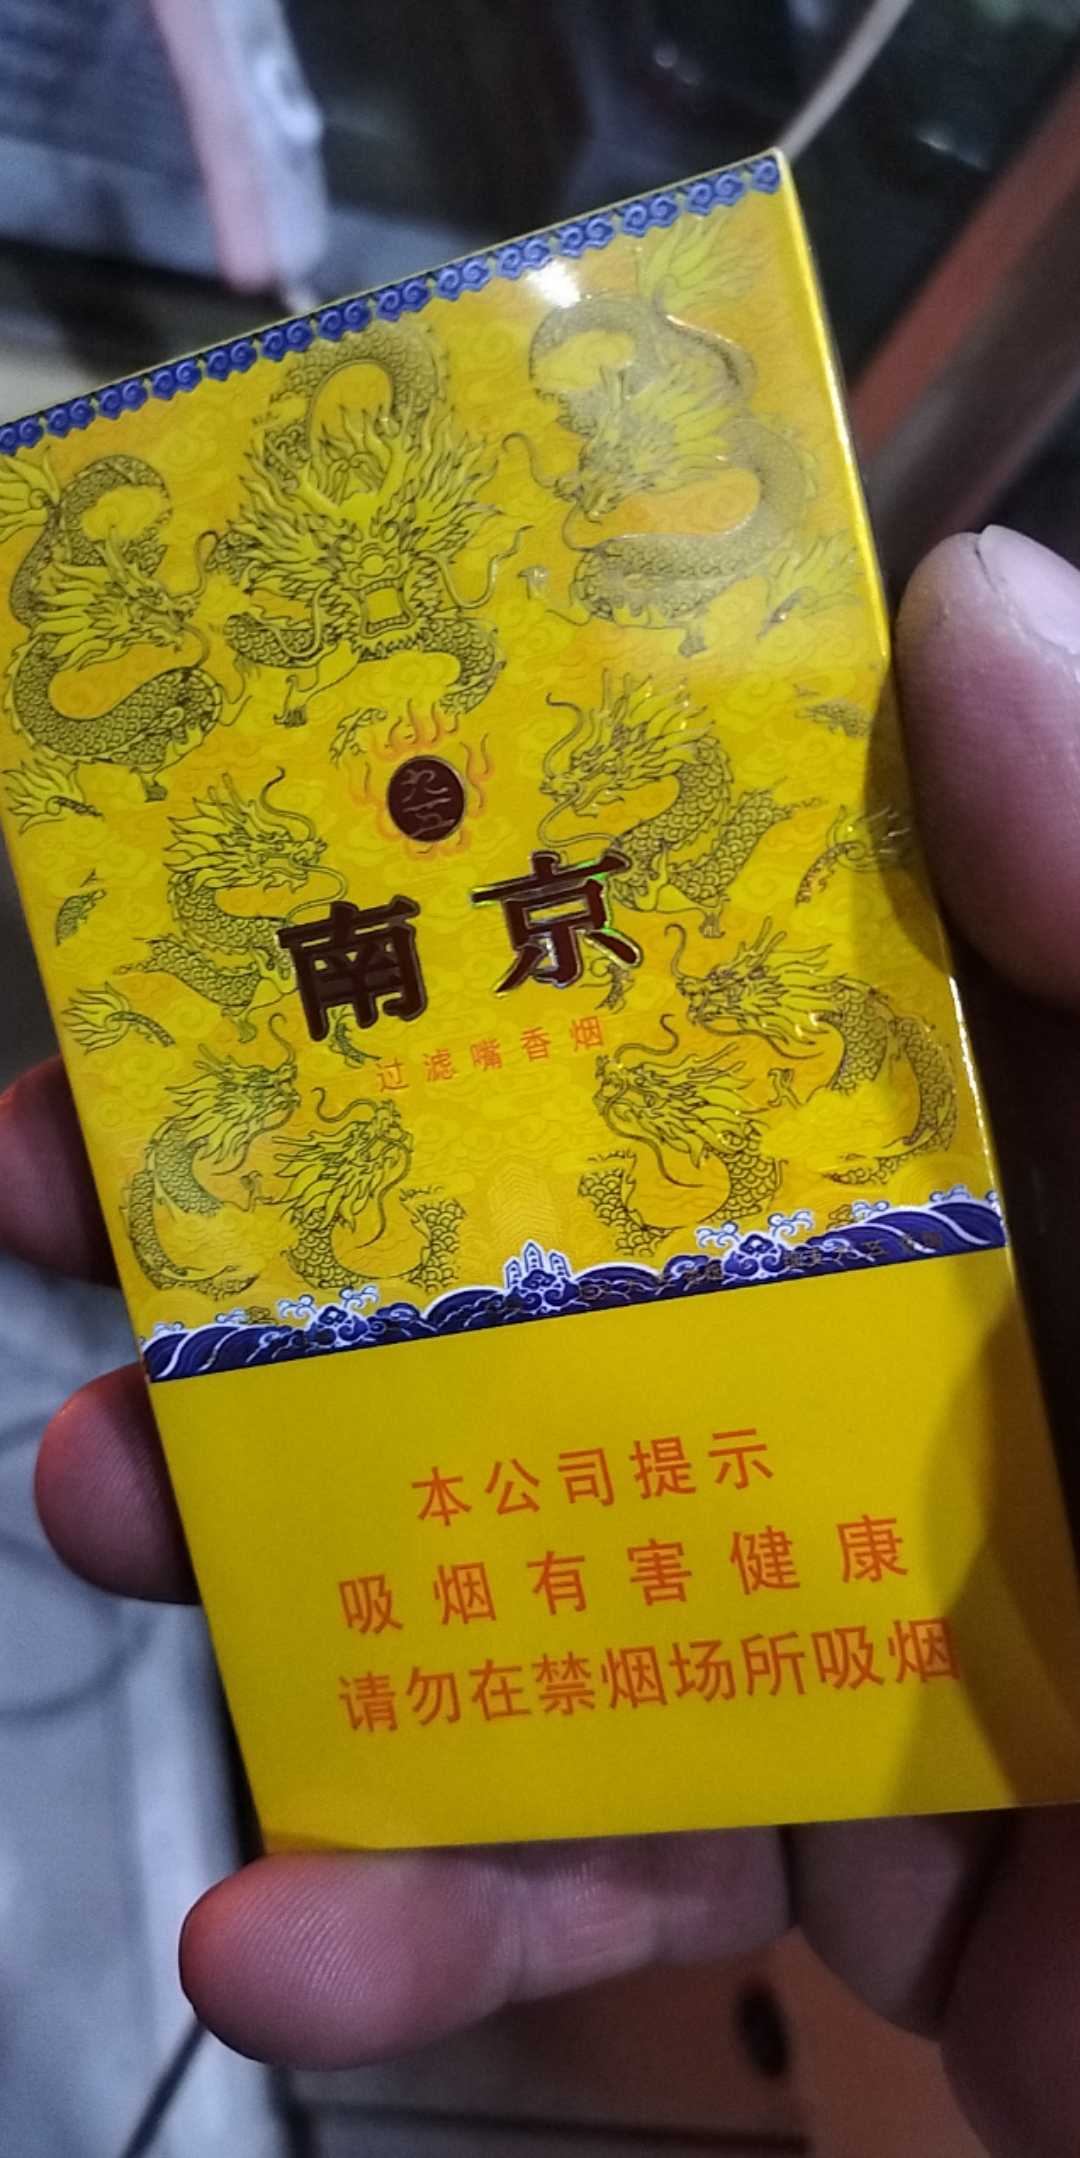 九五
南京
过滤嘴香烟
本公司提示
吸烟有害健康
请勿在禁烟场所吸烟